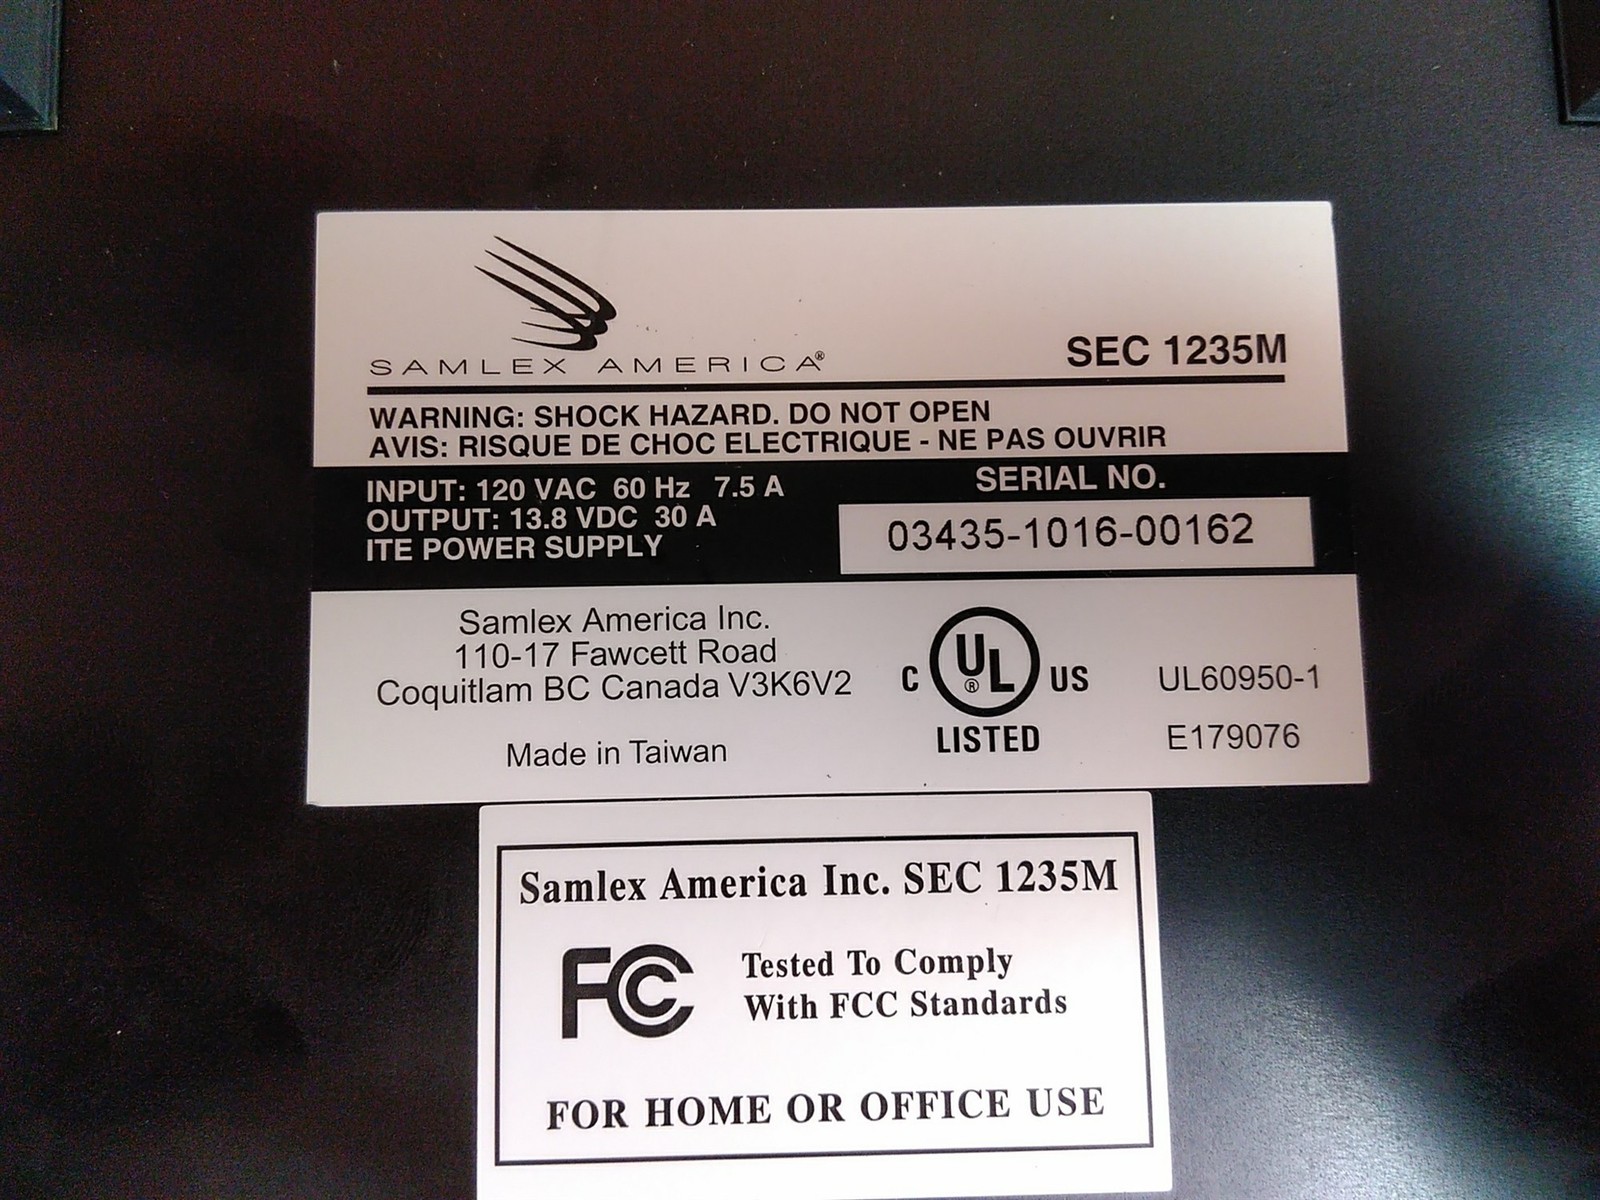 SAMLEX AMERICA®
SEC 1235M
WARNING: SHOCK HAZARD. DO NOT OPEN
AVIS: RISQUE DE CHOC ELECTRIQUE - NE PAS OUVRIR
INPUT: 120 VAC 60 Hz 7.5 A
OUTPUT: 13.8 VDC 30 A
ITE POWER SUPPLY
SERIAL NO.
03435-1016-00162
Samlex America Inc.
110-17 Fawcett Road
Coquitlam BC Canada V3K6V2
Made in Taiwan
C UL® US
LISTED
UL60950-1
E179076
Samlex America Inc. SEC 1235M
FCC
Tested To Comply
With FCC Standards
FOR HOME OR OFFICE USE